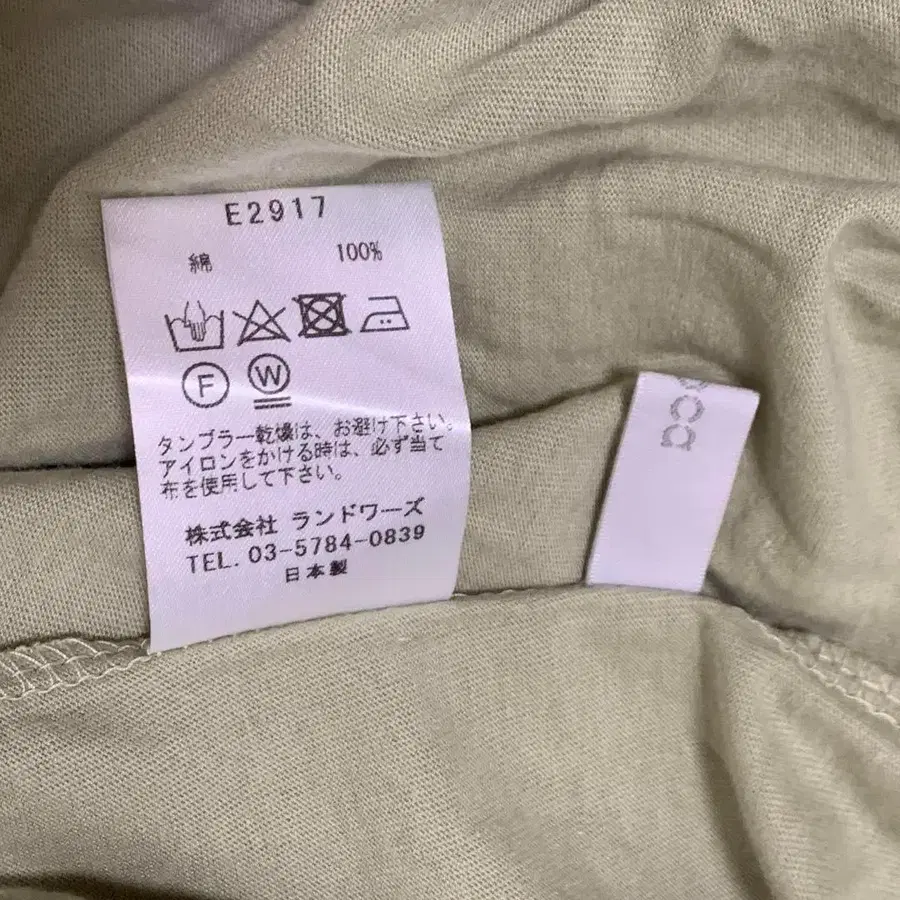 E2917
綿 100%
F W
タンブラー乾燥は、お避け下さい。
アイロンをかける時は、必ず当て
布を使用して下さい。
株式会社 ランドワーズ
TEL. 03-5784-0839
日本製